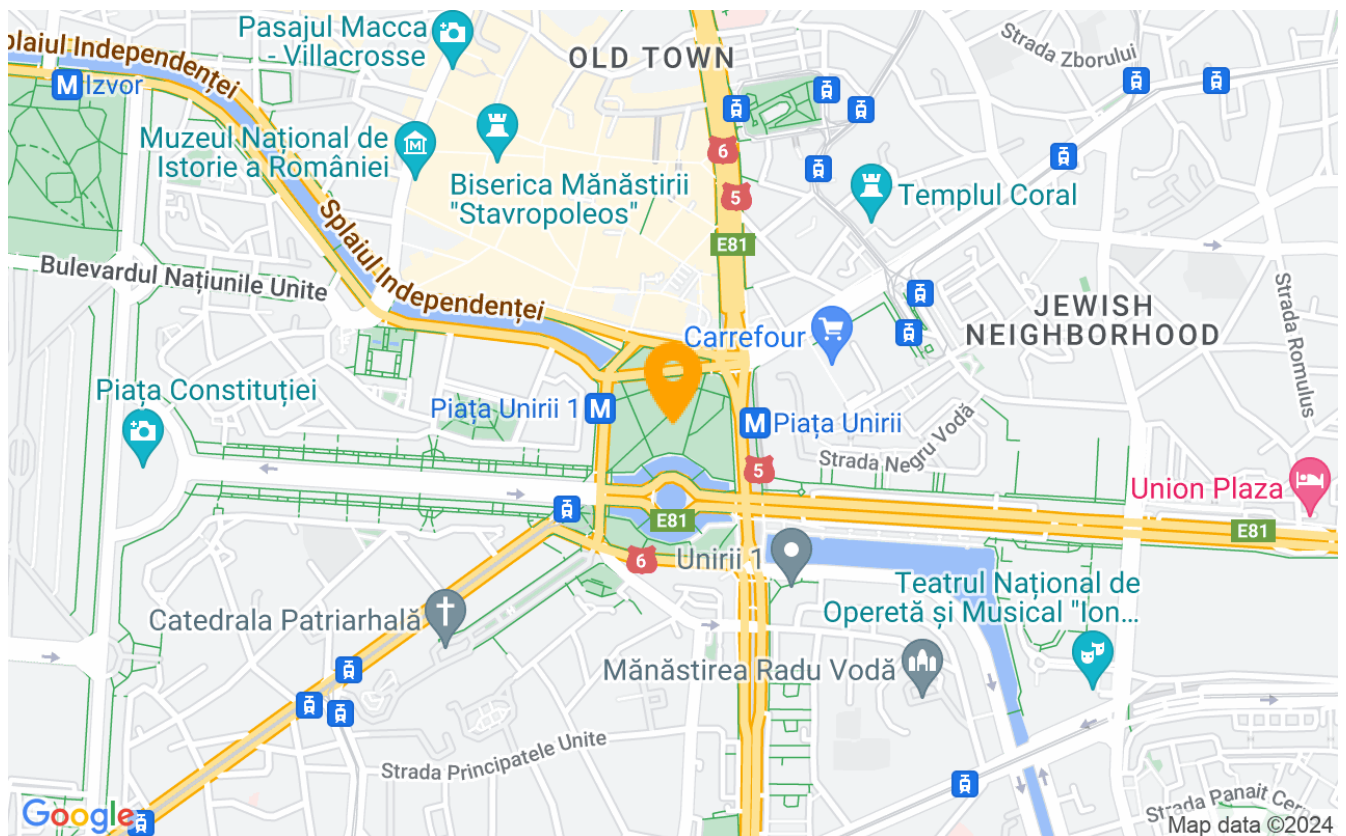 Pasajul Macca
- Villacrosse
OLD TOWN
Strada Zborului
Splaiul Independenței
M Izvor
6
Muzeul Național de
Istorie a României
M
Biserica Mănăstirii
"Stavropoleos"
5
Templul Coral
E81
Splaiul Independenței
Bulevardul Națiunile Unite
JEWISH
NEIGHBORHOOD
Strada Romulus
Carrefour
Piața Constituției
Piața Unirii 1 M
M Piața Unirii
Strada Negru Vodă
5
Union Plaza
E81
E81
6
Unirii 1
Teatrul Național de
Operetă și Musical "Ion...
Catedrala Patriarhală
Mănăstirea Radu Vodă
Strada Principatele Unite
Strada Panait Cer
Google
Map data ©2024